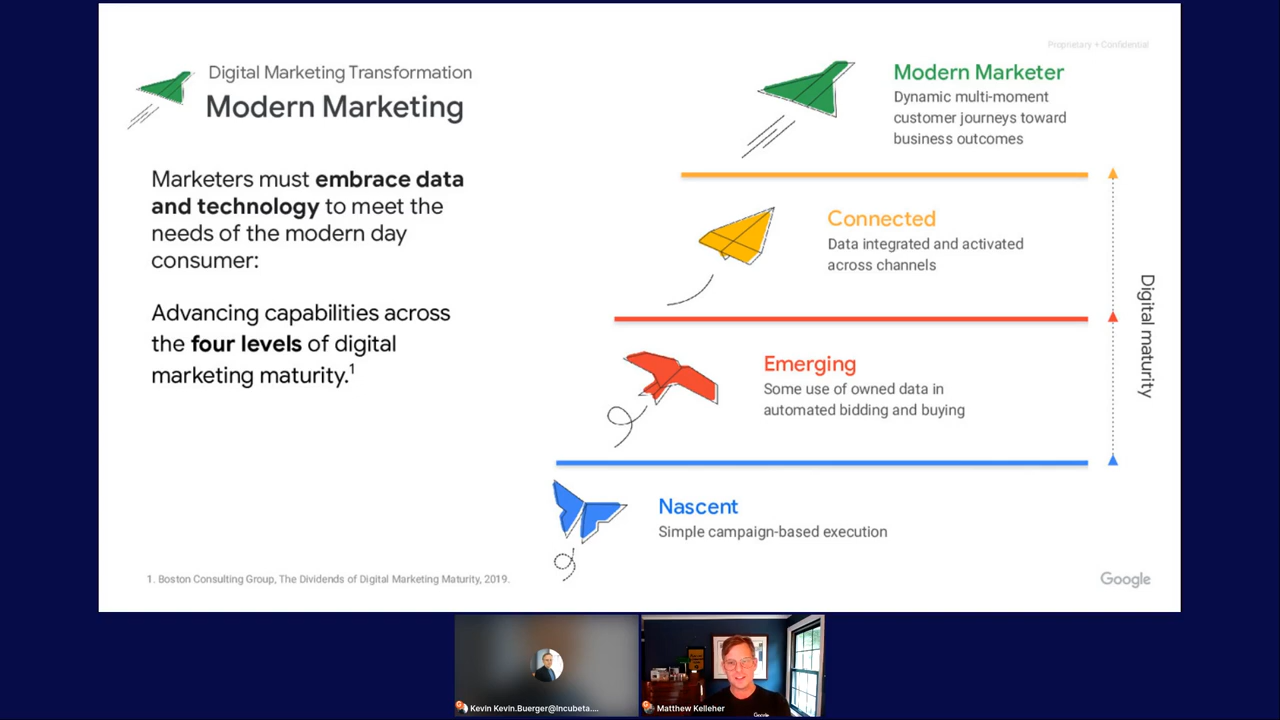 Proprietary + Confidential
Digital Marketing Transformation
Modern Marketing
Marketers must embrace data
and technology to meet the
needs of the modern day
consumer:
Advancing capabilities across
the four levels of digital
marketing maturity.1
Modern Marketer
Dynamic multi-moment
customer journeys toward
business outcomes
Connected
Data integrated and activated
across channels
Emerging
Some use of owned data in
automated bidding and buying
Nascent
Simple campaign-based execution
Digital maturity
1. Boston Consulting Group, The Dividends of Digital Marketing Maturity, 2019.
Google
Kevin Kevin.Buerger@Incubeta....
Matthew Kelleher
Google